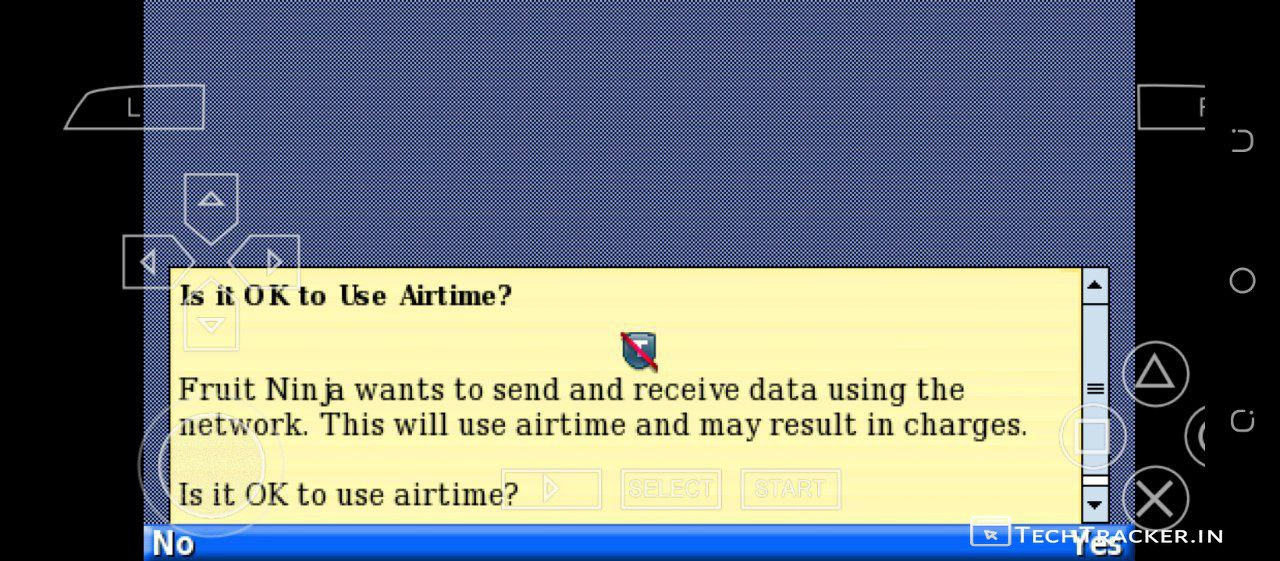 L
Is it OK to Use Airtime?
Fruit Ninja wants to send and receive data using the
network. This will use airtime and may result in charges.
Is it OK to use airtime?
SELECT
START
No
Yes
TECHTRACKER.IN